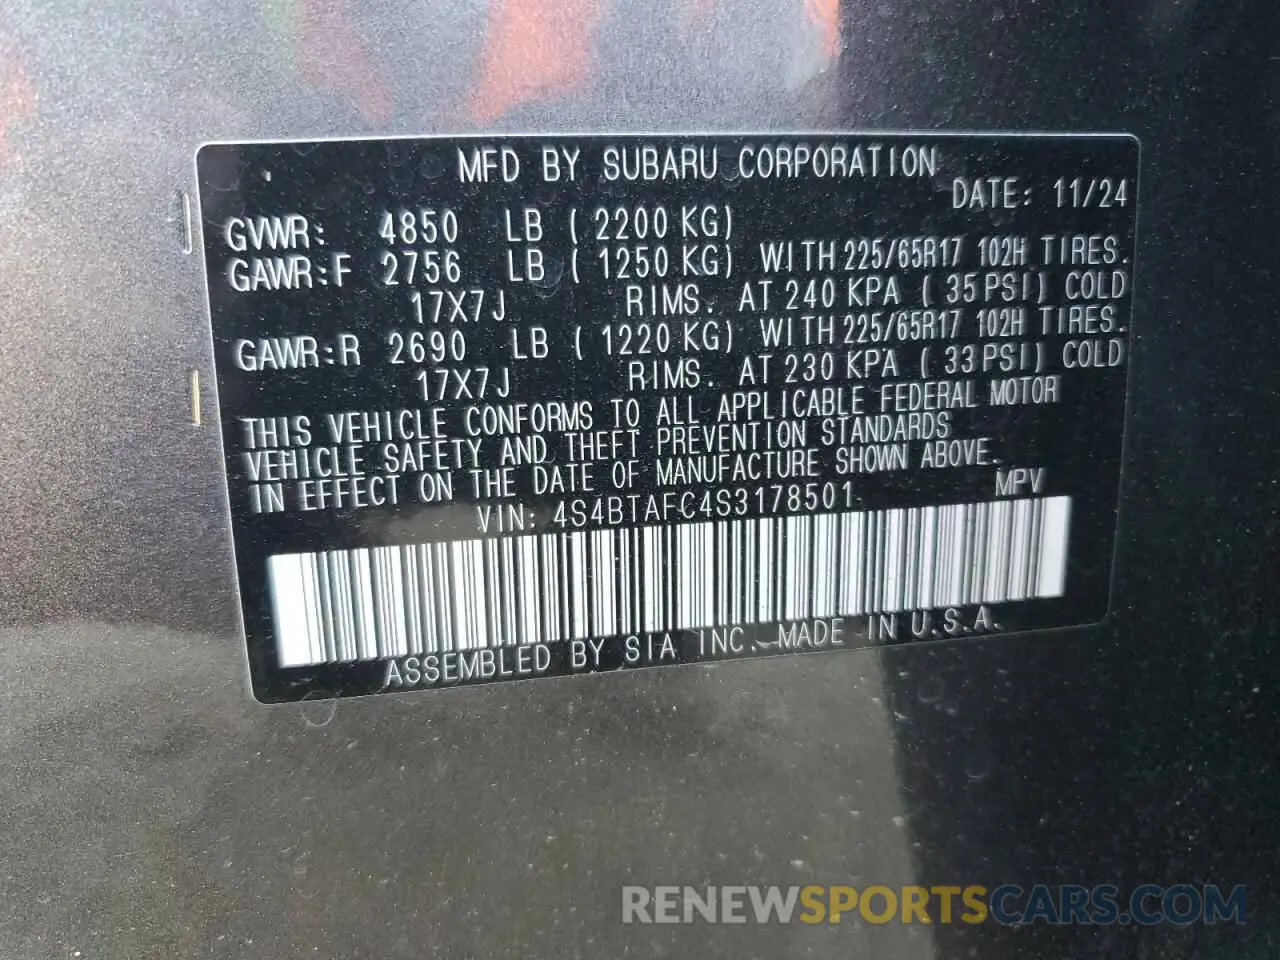 MFD BY SUBARU CORPORATION
DATE: 11/24
GVWR: 4850 LB (2200 KG)
GAWR:F 2756 LB (1250 KG) WITH 225/65R17 102H TIRES.
17X7J RIMS. AT 240 KPA (35 PSI) COLD
GAWR:R 2690 LB (1220 KG) WITH 225/65R17 102H TIRES.
17X7J RIMS. AT 230 KPA (33 PSI) COLD
THIS VEHICLE CONFORMS TO ALL APPLICABLE FEDERAL MOTOR
VEHICLE SAFETY AND THEFT PREVENTION STANDARDS
IN EFFECT ON THE DATE OF MANUFACTURE SHOWN ABOVE.
VIN: 4S4BTAFC4S3178501 MPV
ASSEMBLED BY SIA INC. MADE IN U.S.A.
RENEWSPORTSCARS.COM